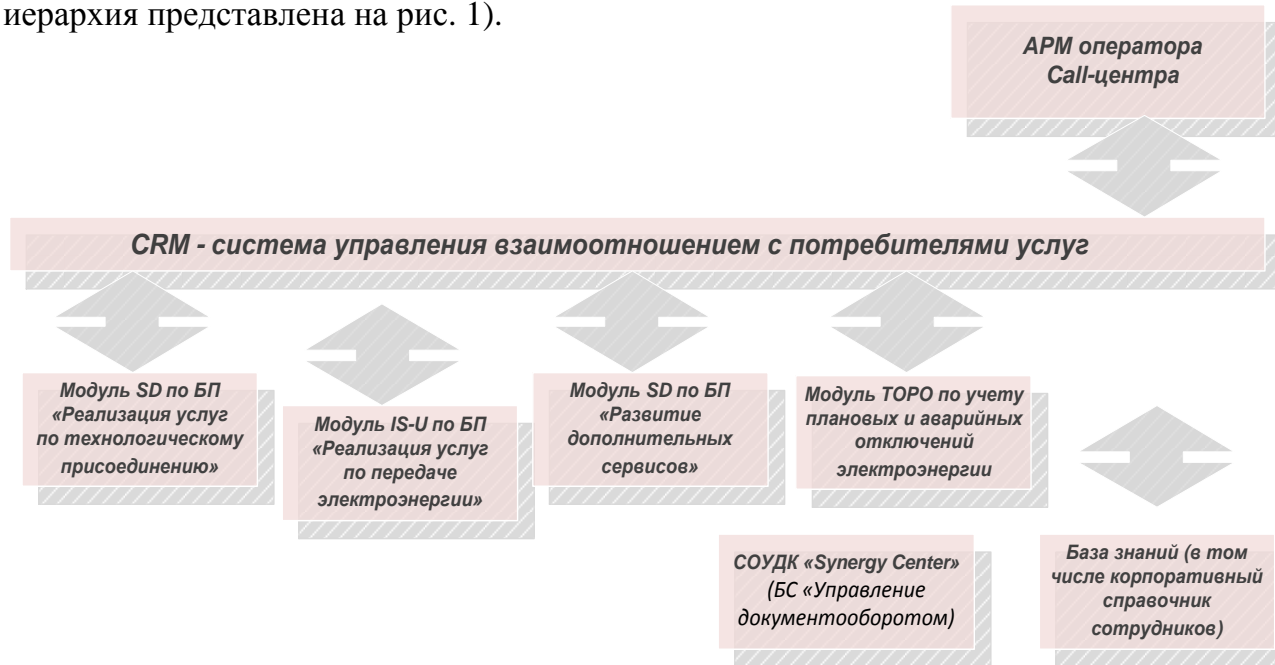 иерархия представлена на рис. 1).
АРМ оператора
Call-центра
CRM - система управления взаимоотношением с потребителями услуг
Модуль SD по БП
«Реализация услуг
по технологическому
присоединению»
Модуль IS-U по БП
«Реализация услуг
по передаче
электроэнергии»
Модуль SD по БП
«Развитие
дополнительных
сервисов»
Модуль ТОРО по учету
плановых и аварийных
отключений
электроэнергии
СОУДК «Synergy Center»
(БС «Управление
документооборотом)
База знаний (в том
числе корпоративный
справочник
сотрудников)